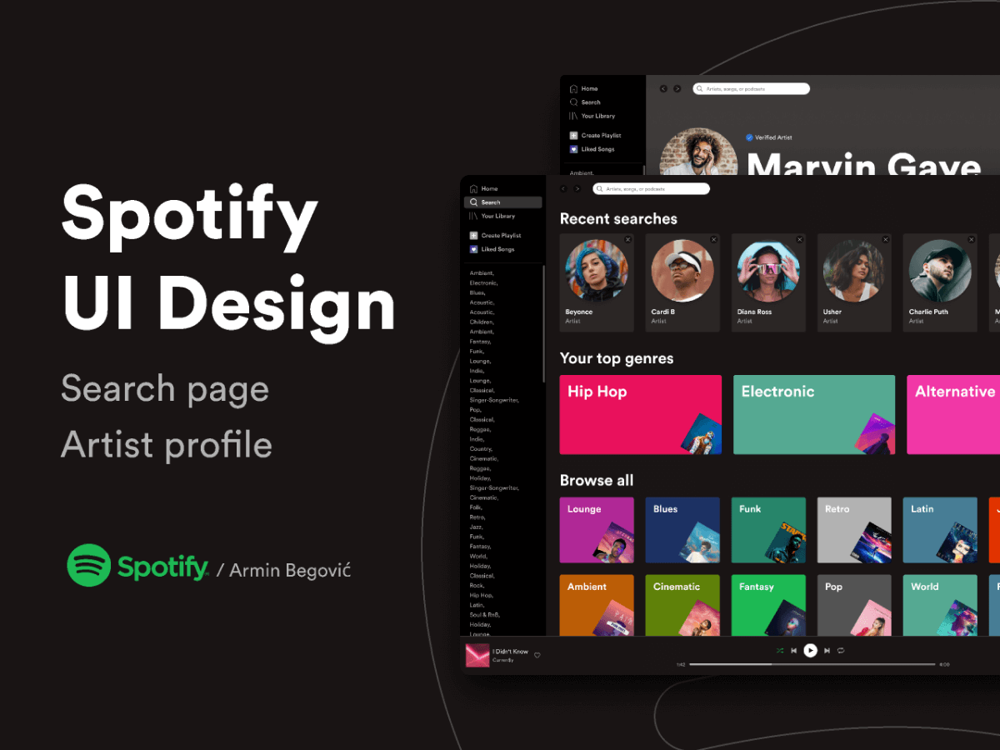 Spotify
UI Design
Search page
Artist profile
Spotify / Armin Begović
Home
Search
Your Library
Create Playlist
Liked Songs
Ambient,
Artists, songs, or podcasts
Verified Artist
Marvin Gaye
Home
Search
Your Library
Create Playlist
Liked Songs
Ambient,
Electronic,
Blues,
Acoustic,
Acoustic,
Children,
Ambient,
Fantasy,
Funk,
Lounge,
Indie,
Lounge,
Classical,
Singer-Songwriter,
Pop,
Classical,
Reggae,
Indie,
Country,
Cinematic,
Reggae,
Holiday,
Singer-Songwriter,
Cinematic,
Folk,
Retro,
Jazz,
Funk,
Fantasy,
World,
Holiday,
Classical,
Rock,
Hip Hop,
Latin,
Soul & RnB,
Holiday,
Lounge,
Artists, songs, or podcasts
Recent searches
Beyonce
Artist
Cardi B
Artist
Diana Ross
Artist
Usher
Artist
Charlie Puth
Artist
Your top genres
Hip Hop
Electronic
Alternative
Browse all
Lounge
Blues
Funk
Retro
Latin
Ambient
Cinematic
Fantasy
Pop
World
I Didn't Know
Curren$y
1:42
4:00